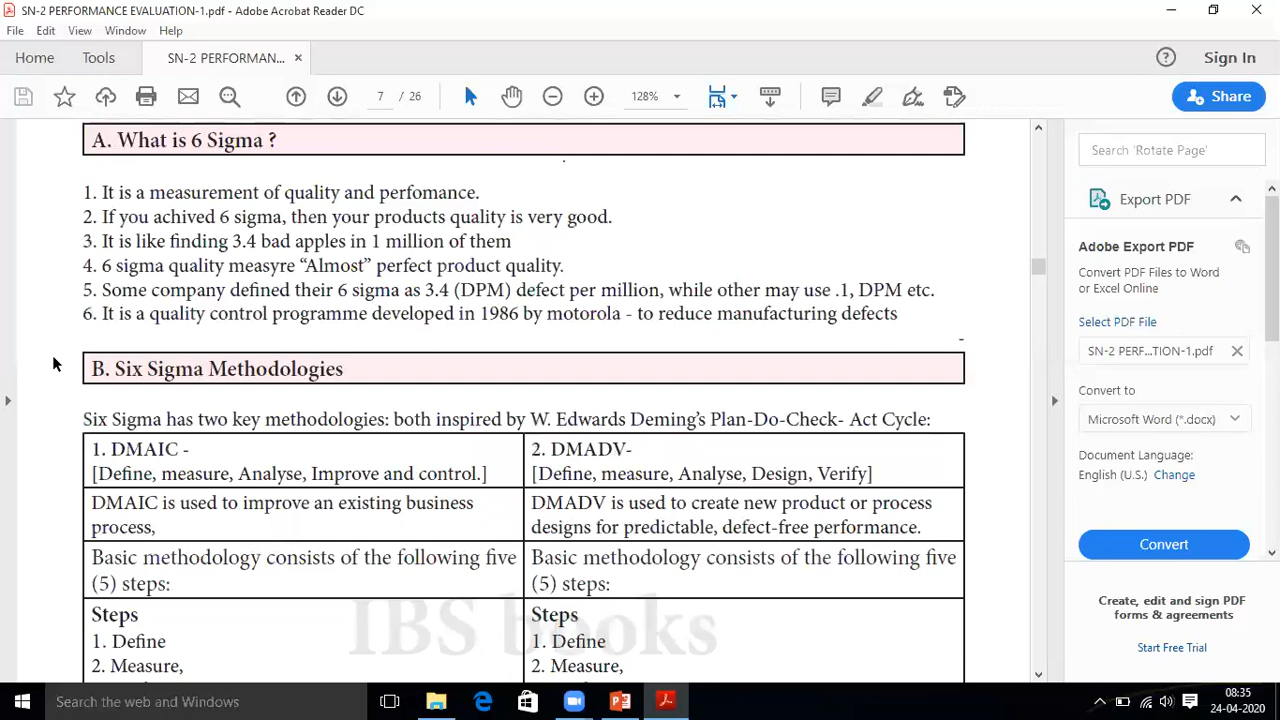 SN-2 PERFORMANCE EVALUATION-1.pdf - Adobe Acrobat Reader DC
File Edit View Window Help
Home Tools SN-2 PERFORMAN... × Sign In
7 / 26 128% Share
A. What is 6 Sigma ?
1. It is a measurement of quality and perfomance.
2. If you achived 6 sigma, then your products quality is very good.
3. It is like finding 3.4 bad apples in 1 million of them
4. 6 sigma quality measyre “Almost” perfect product quality.
5. Some company defined their 6 sigma as 3.4 (DPM) defect per million, while other may use .1, DPM etc.
6. It is a quality control programme developed in 1986 by motorola - to reduce manufacturing defects
-
B. Six Sigma Methodologies
Six Sigma has two key methodologies: both inspired by W. Edwards Deming’s Plan-Do-Check- Act Cycle:
1. DMAIC -
[Define, measure, Analyse, Improve and control.]
DMAIC is used to improve an existing business
process,
Basic methodology consists of the following five
(5) steps:
Steps
1. Define
2. Measure,
2. DMADV-
[Define, measure, Analyse, Design, Verify]
DMADV is used to create new product or process
designs for predictable, defect-free performance.
Basic methodology consists of the following five
(5) steps:
Steps
1. Define
2. Measure,
IBS books
Search 'Rotate Page'
Export PDF
Adobe Export PDF
Convert PDF Files to Word
or Excel Online
Select PDF File
SN-2 PERF...TION-1.pdf
Convert to
Microsoft Word (*.docx)
Document Language:
English (U.S.) Change
Convert
Create, edit and sign PDF
forms & agreements
Start Free Trial
Search the web and Windows
08:35
24-04-2020